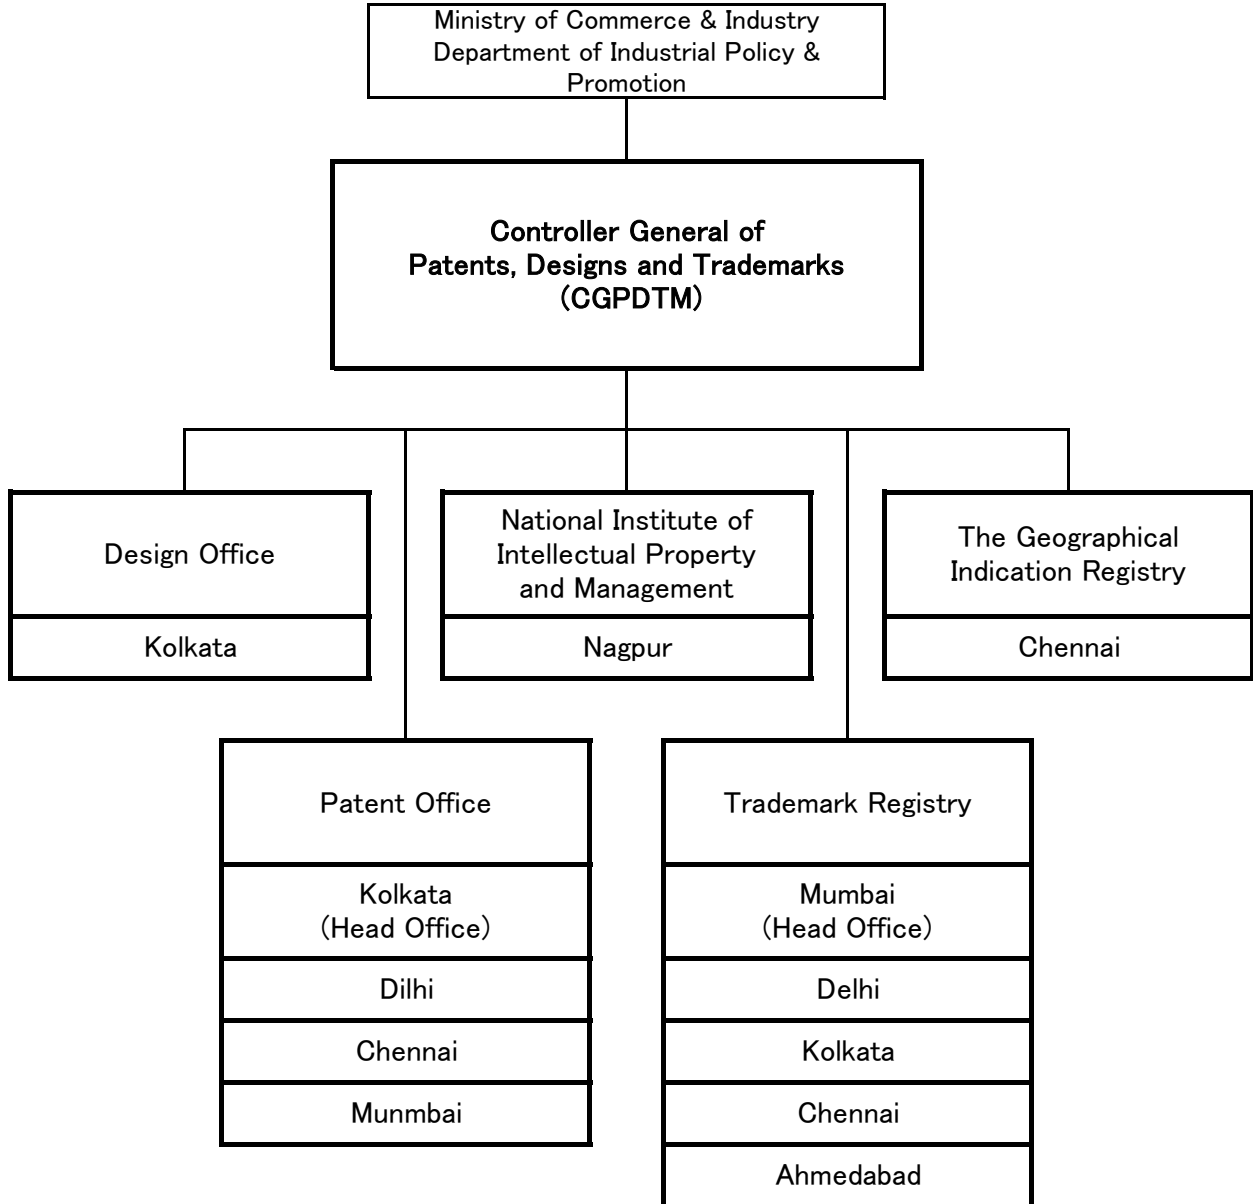 Ministry of Commerce & Industry
Department of Industrial Policy &
Promotion
Controller General of
Patents, Designs and Trademarks
(CGPDTM)
Design Office
Kolkata
National Institute of
Intellectual Property
and Management
Nagpur
The Geographical
Indication Registry
Chennai
Patent Office
Kolkata
(Head Office)
Dilhi
Chennai
Munmbai
Trademark Registry
Mumbai
(Head Office)
Delhi
Kolkata
Chennai
Ahmedabad